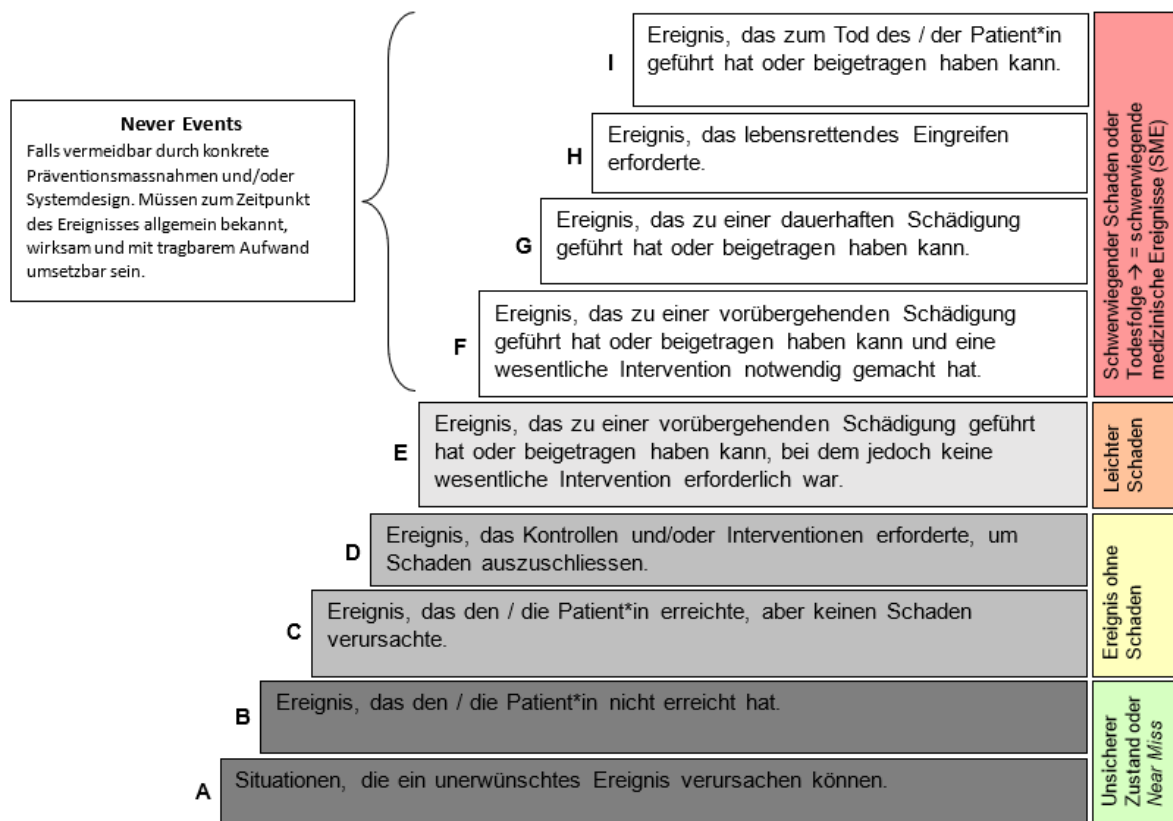 Never Events
Falls vermeidbar durch konkrete
Präventionsmassnahmen und/oder
Systemdesign. Müssen zum Zeitpunkt
des Ereignisses allgemein bekannt,
wirksam und mit tragbarem Aufwand
umsetzbar sein.
I
Ereignis, das zum Tod des / der Patient*in
geführt hat oder beigetragen haben kann.
H
Ereignis, das lebensrettendes Eingreifen
erforderte.
G
Ereignis, das zu einer dauerhaften Schädigung
geführt hat oder beigetragen haben kann.
F
Ereignis, das zu einer vorübergehenden Schädigung
geführt hat oder beigetragen haben kann und eine
wesentliche Intervention notwendig gemacht hat.
Schwerwiegender Schaden oder
Todesfolge → = schwerwiegende
medizinische Ereignisse (SME)
E
Ereignis, das zu einer vorübergehenden Schädigung geführt
hat oder beigetragen haben kann, bei dem jedoch keine
wesentliche Intervention erforderlich war.
Leichter
Schaden
D
Ereignis, das Kontrollen und/oder Interventionen erforderte, um
Schaden auszuschliessen.
C
Ereignis, das den / die Patient*in erreichte, aber keinen Schaden
verursachte.
Ereignis ohne
Schaden
B
Ereignis, das den / die Patient*in nicht erreicht hat.
A
Situationen, die ein unerwünschtes Ereignis verursachen können.
Unsicherer
Zustand oder
Near Miss